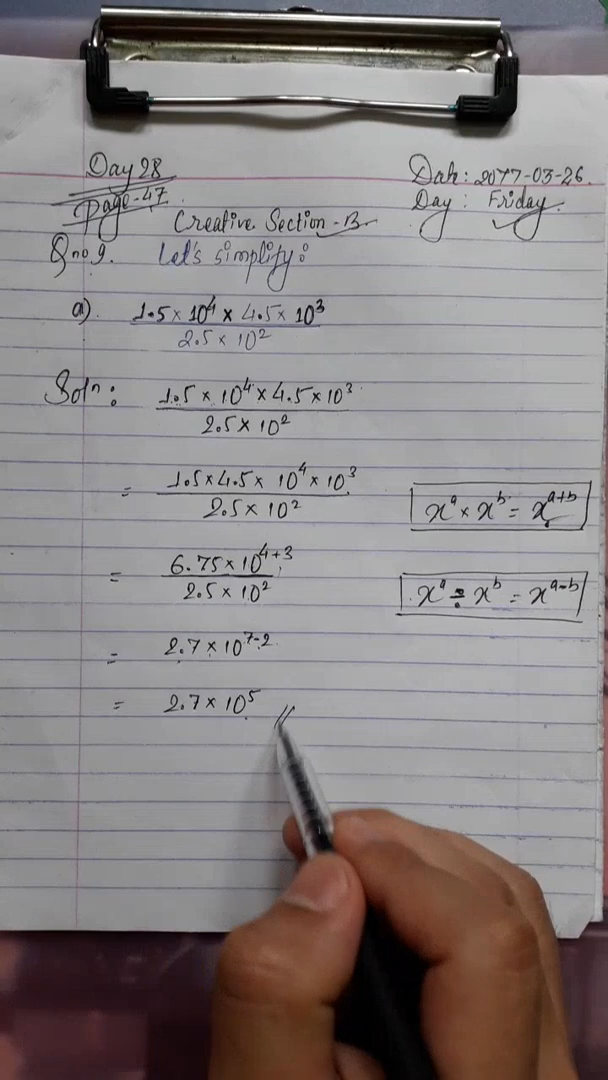 Day 28
Date: 2077-03-26.
Page-47
Day: Friday.
Creative Section-B
Q no 9. Let's simplify:
a) 1.5 × 10⁴ × 4.5 × 10³
2.5 × 10²
Solⁿ: 1.5 × 10⁴ × 4.5 × 10³
2.5 × 10²
= 1.5 × 4.5 × 10⁴ × 10³
2.5 × 10²
xᵃ × xᵇ = xᵃ⁺ᵇ
= 6.75 × 10⁴⁺³
2.5 × 10²
xᵃ ÷ xᵇ = xᵃ⁻ᵇ
= 2.7 × 10⁷⁻²
= 2.7 × 10⁵ //